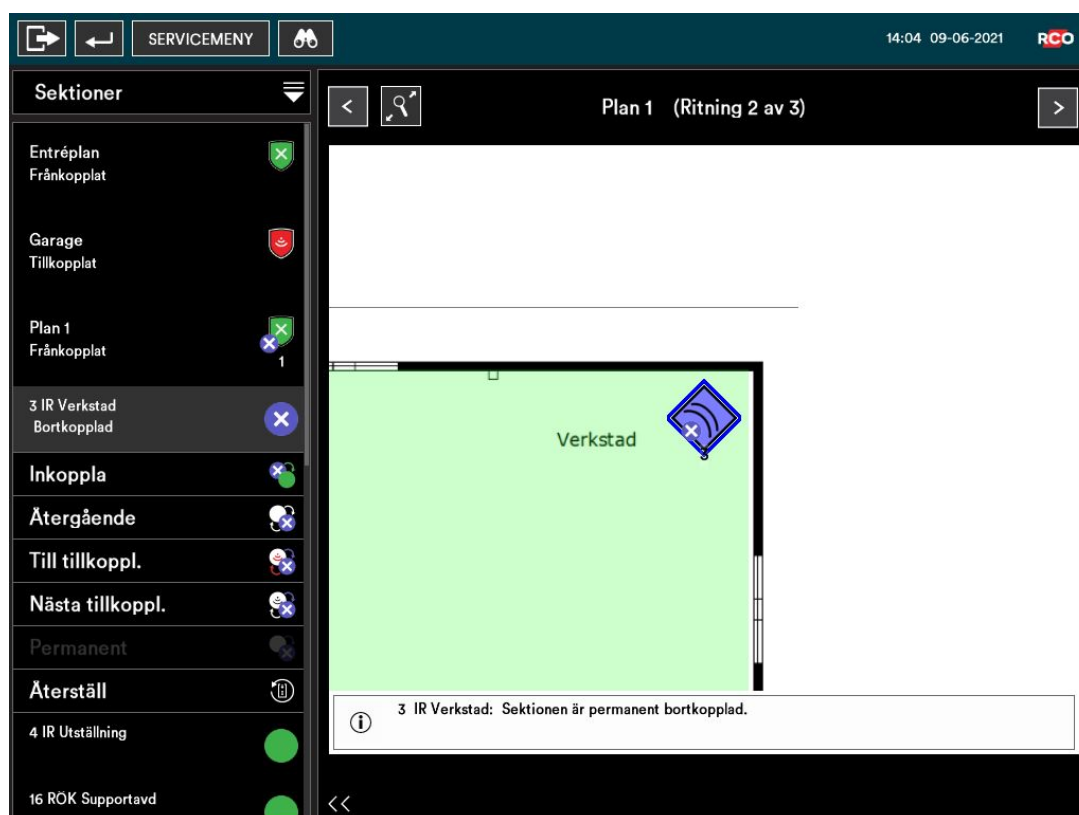 SERVICEMENY
14:04 09-06-2021
RCO
Sektioner
Plan 1 (Ritning 2 av 3)
Entréplan
Frånkopplat
Garage
Tillkopplat
Plan 1
Frånkopplat
1
3 IR Verkstad
Bortkopplad
Inkoppla
Återgående
Till tillkoppl.
Nästa tillkoppl.
Permanent
Återställ
4 IR Utställning
16 RÖK Supportavd
Verkstad
3
3 IR Verkstad: Sektionen är permanent bortkopplad.
<<